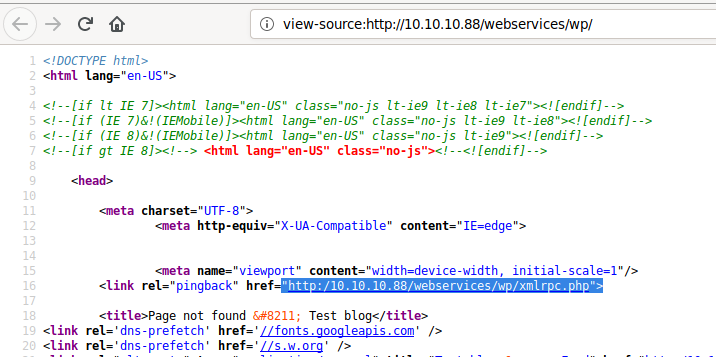 view-source:http://10.10.10.88/webservices/wp/
1 <!DOCTYPE html>
2 <html lang="en-US">
3
4 <!--[if lt IE 7]><html lang="en-US" class="no-js lt-ie9 lt-ie8 lt-ie7"><![endif]-->
5 <!--[if (IE 7)&!(IEMobile)]><html lang="en-US" class="no-js lt-ie9 lt-ie8"><![endif]-->
6 <!--[if (IE 8)&!(IEMobile)]><html lang="en-US" class="no-js lt-ie9"><![endif]-->
7 <!--[if gt IE 8]><!--> <html lang="en-US" class="no-js"><!--<![endif]-->
8
9 <head>
10
11 <meta charset="UTF-8">
12 <meta http-equiv="X-UA-Compatible" content="IE=edge">
13
14
15 <meta name="viewport" content="width=device-width, initial-scale=1"/>
16 <link rel="pingback" href="http:/10.10.10.88/webservices/wp/xmlrpc.php">
17
18 <title>Page not found &#8211; Test blog</title>
19 <link rel='dns-prefetch' href='//fonts.googleapis.com' />
20 <link rel='dns-prefetch' href='//s.w.org' />